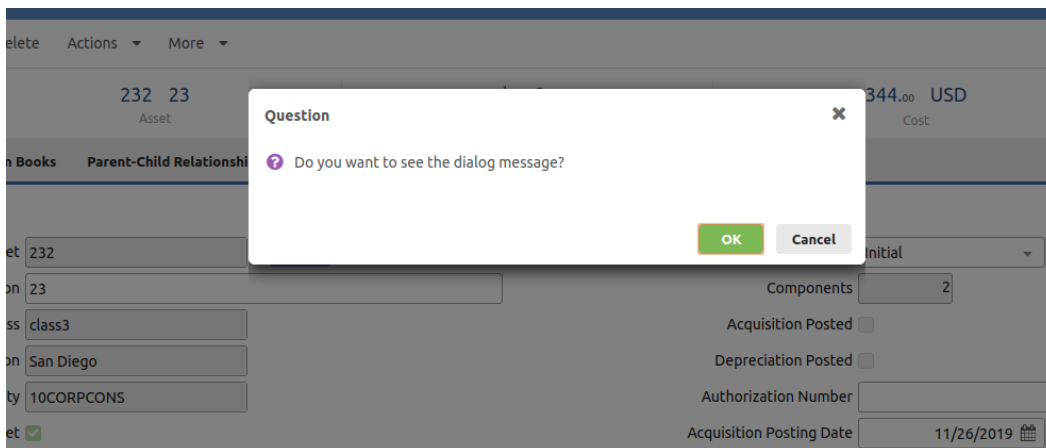 elete Actions More
232 23
Asset
344.00 USD
Cost
n Books Parent-Child Relationshi
Question
Do you want to see the dialog message?
OK Cancel
et 232
Initial
on 23
Components 2
ss class3
Acquisition Posted
on San Diego
Depreciation Posted
ty 10CORPCONS
Authorization Number
et
Acquisition Posting Date 11/26/2019